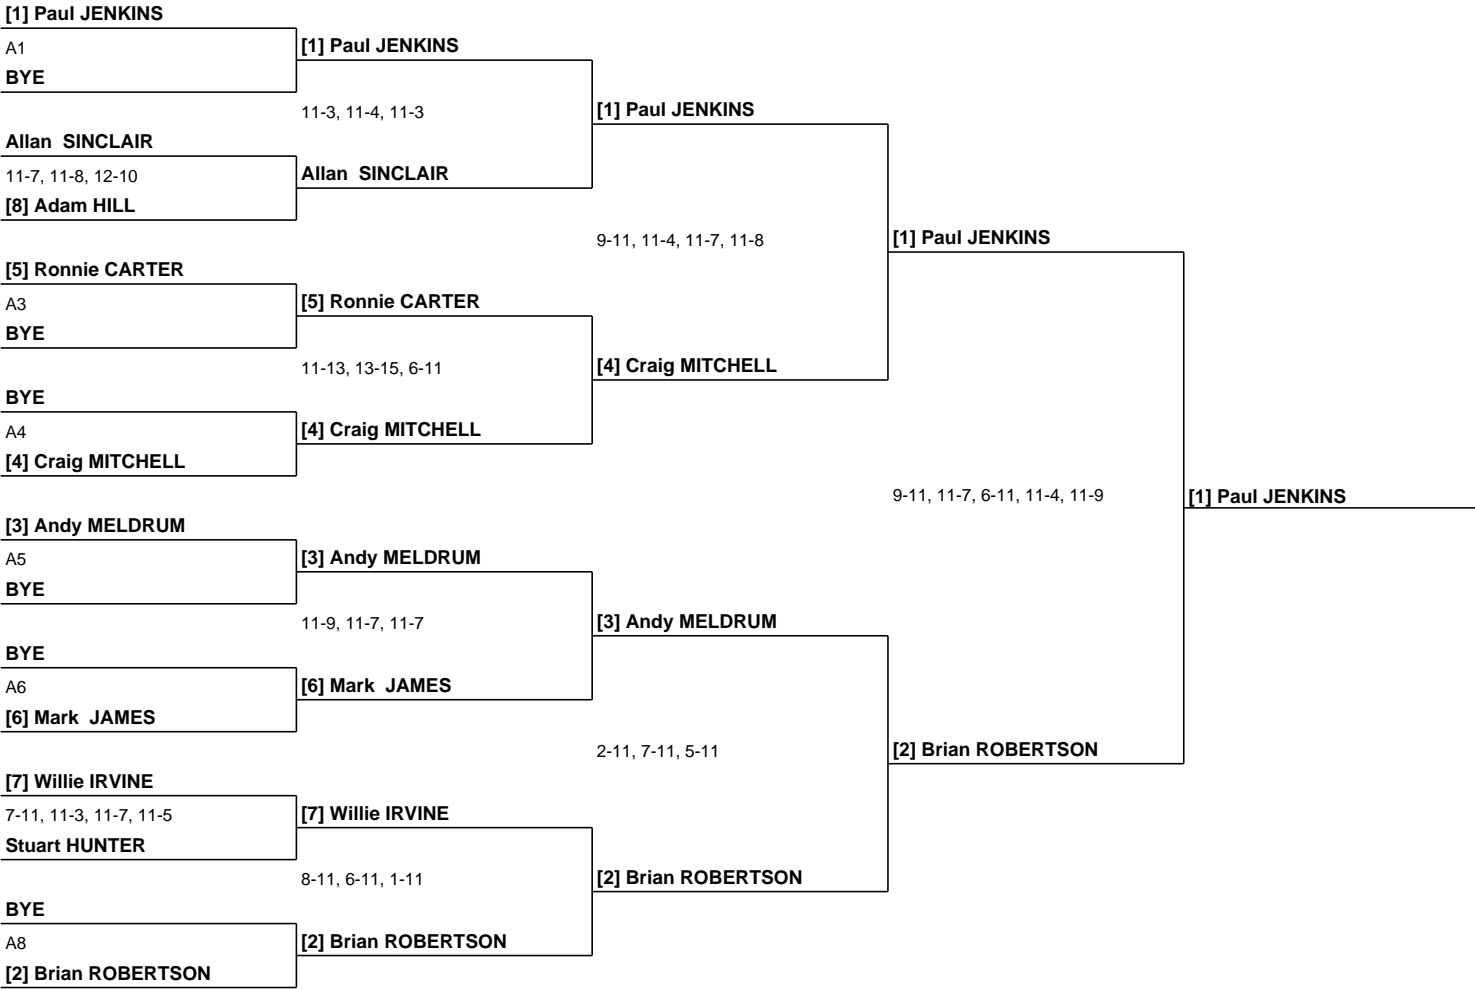 [1] Paul JENKINS
A1
BYE
Allan  SINCLAIR
11-7, 11-8, 12-10
[8] Adam HILL
[5] Ronnie CARTER
A3
BYE
BYE
A4
[4] Craig MITCHELL
[3] Andy MELDRUM
A5
BYE
BYE
A6
[6] Mark  JAMES
[7] Willie IRVINE
7-11, 11-3, 11-7, 11-5
Stuart HUNTER
BYE
A8
[2] Brian ROBERTSON
[1] Paul JENKINS
11-3, 11-4, 11-3
Allan  SINCLAIR
[5] Ronnie CARTER
11-13, 13-15, 6-11
[4] Craig MITCHELL
[3] Andy MELDRUM
11-9, 11-7, 11-7
[6] Mark  JAMES
[7] Willie IRVINE
8-11, 6-11, 1-11
[2] Brian ROBERTSON
[1] Paul JENKINS
9-11, 11-4, 11-7, 11-8
[4] Craig MITCHELL
[3] Andy MELDRUM
2-11, 7-11, 5-11
[2] Brian ROBERTSON
[1] Paul JENKINS
9-11, 11-7, 6-11, 11-4, 11-9
[2] Brian ROBERTSON
[1] Paul JENKINS